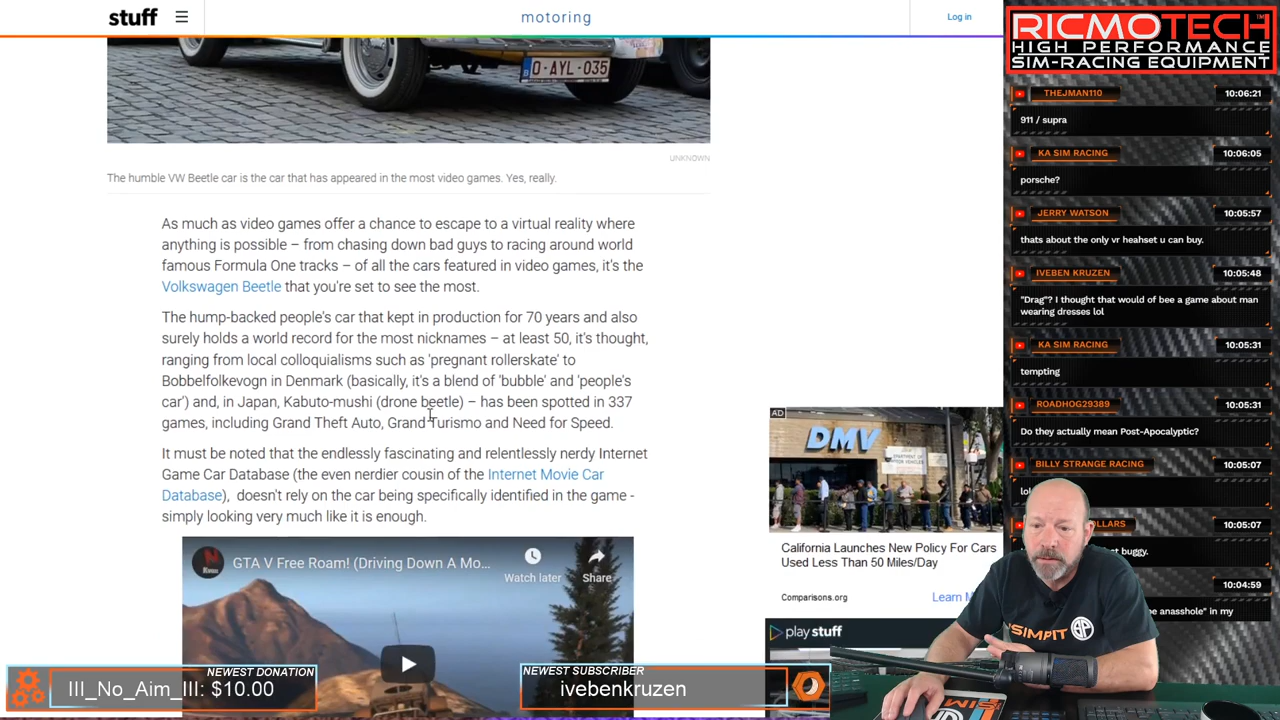 stuff
motoring
Log in
RICMOTECH
HIGH PERFORMANCE
SIM-RACING EQUIPMENT
O-AYL-035
UNKNOWN
The humble VW Beetle car is the car that has appeared in the most video games. Yes, really.
As much as video games offer a chance to escape to a virtual reality where
anything is possible – from chasing down bad guys to racing around world
famous Formula One tracks – of all the cars featured in video games, it's the
Volkswagen Beetle that you're set to see the most.
The hump-backed people's car that kept in production for 70 years and also
surely holds a world record for the most nicknames – at least 50, it's thought,
ranging from local colloquialisms such as 'pregnant rollerskate' to
Bobbelfolkevogn in Denmark (basically, it's a blend of 'bubble' and 'people's
car') and, in Japan, Kabuto-mushi (drone beetle) – has been spotted in 337
games, including Grand Theft Auto, Grand Turismo and Need for Speed.
It must be noted that the endlessly fascinating and relentlessly nerdy Internet
Game Car Database (the even nerdier cousin of the Internet Movie Car
Database), doesn't rely on the car being specifically identified in the game -
simply looking very much like it is enough.
GTA V Free Roam! (Driving Down A Mo...
Watch later
Share
AD
DMV
California Launches New Policy For Cars
Used Less Than 50 Miles/Day
Comparisons.org
Learn
play stuff
THEJMAN110
10:06:21
911 / supra
KA SIM RACING
10:06:05
porsche?
JERRY WATSON
10:05:57
thats about the only vr heahset u can buy.
IVEBEN KRUZEN
10:05:48
"Drag"? I thought that would of bee a game about man
wearing dresses lol
KA SIM RACING
10:05:31
tempting
ROADHOG29389
10:05:31
Do they actually mean Post-Apocalyptic?
BILLY STRANGE RACING
10:05:07
lol
10:05:07
buggy.
10:04:59
anasshole" in my
SIMPIT
NEWEST DONATION
III_No_Aim_III: $10.00
NEWEST SUBSCRIBER
ivebenkruzen